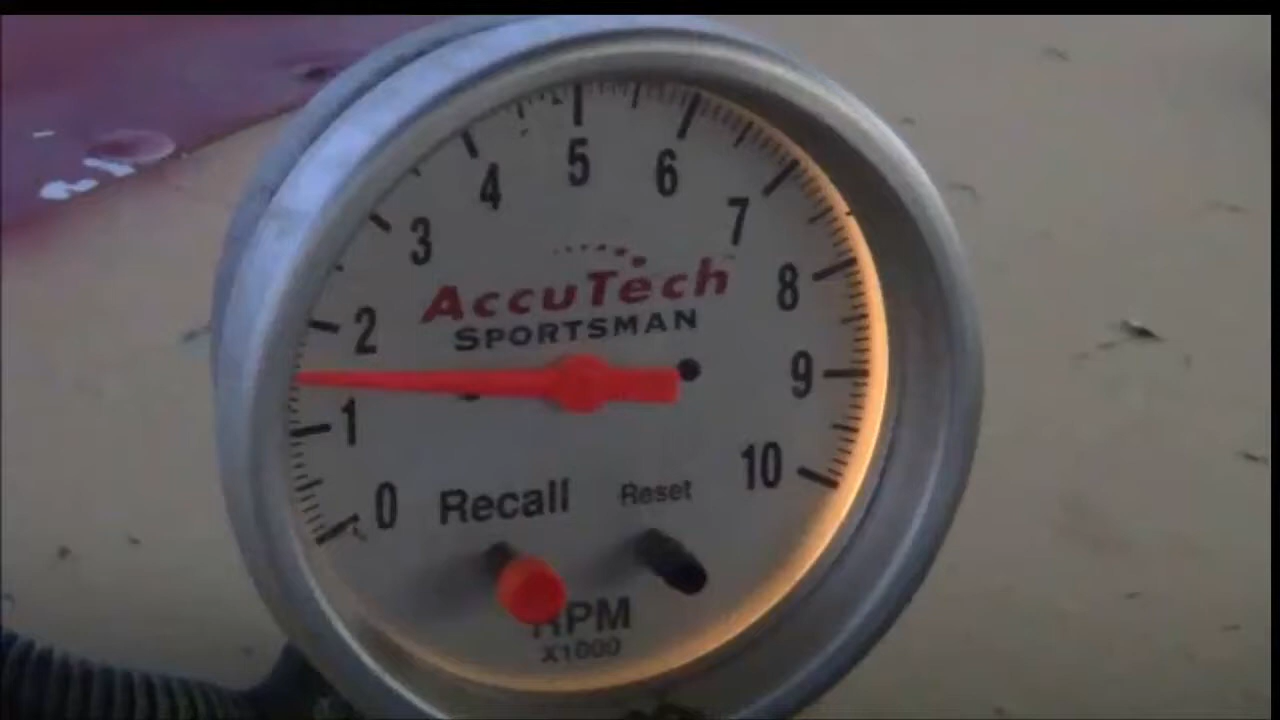 0
1
2
3
4
5
6
7
8
9
10
AccuTech
SPORTSMAN
Recall Reset
RPM
X1000